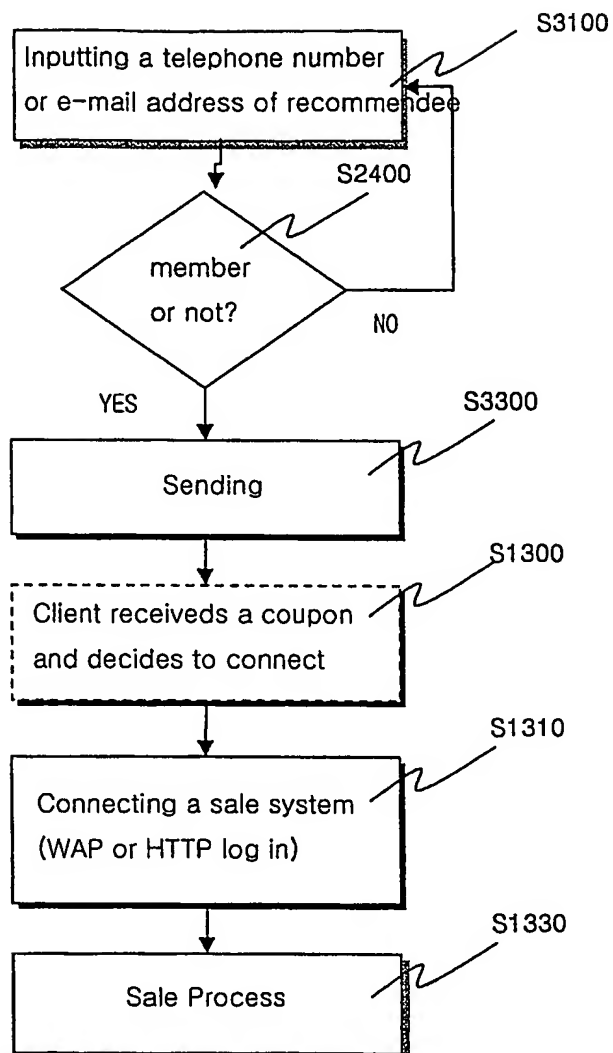 S3100
Inputting a telephone number
or e-mail address of recommendee
S2400
member
or not?
NO
YES
S3300
Sending
S1300
Client receiveds a coupon
and decides to connect
S1310
Connecting a sale system
(WAP or HTTP log in)
S1330
Sale Process